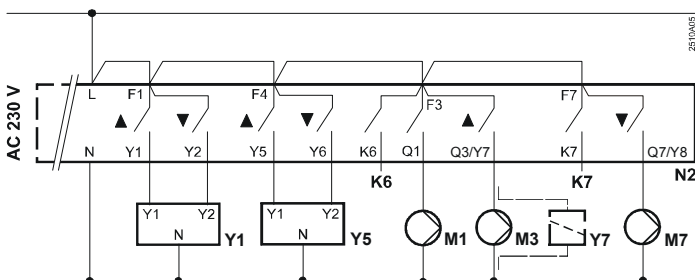 2510A05
AC 230 V
L F1 F4 F3 F7
N Y1 Y2 Y5 Y6 K6 Q1 Q3/Y7 K7 Q7/Y8
K6 K7 N2
Y1 Y2 Y1 Y2
N Y1 N Y5 M1 M3 Y7 M7